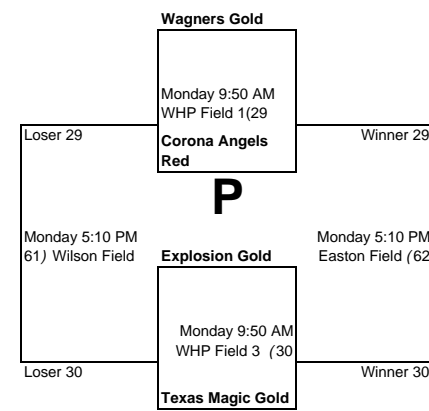 Wagners Gold
Monday 9:50 AM
WHP Field 1(29
Loser 29
Winner 29
Corona Angels
Red
P
Monday 5:10 PM
61) Wilson Field
Monday 5:10 PM
Easton Field (62
Explosion Gold
Monday 9:50 AM
WHP Field 3 (30
Loser 30
Winner 30
Texas Magic Gold